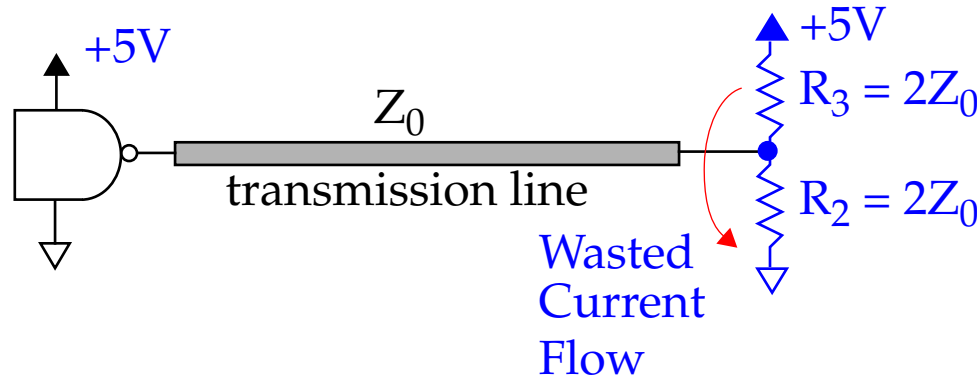 +5V
+5V
R3 = 2Z0
Z0
transmission line
R2 = 2Z0
Wasted
Current
Flow